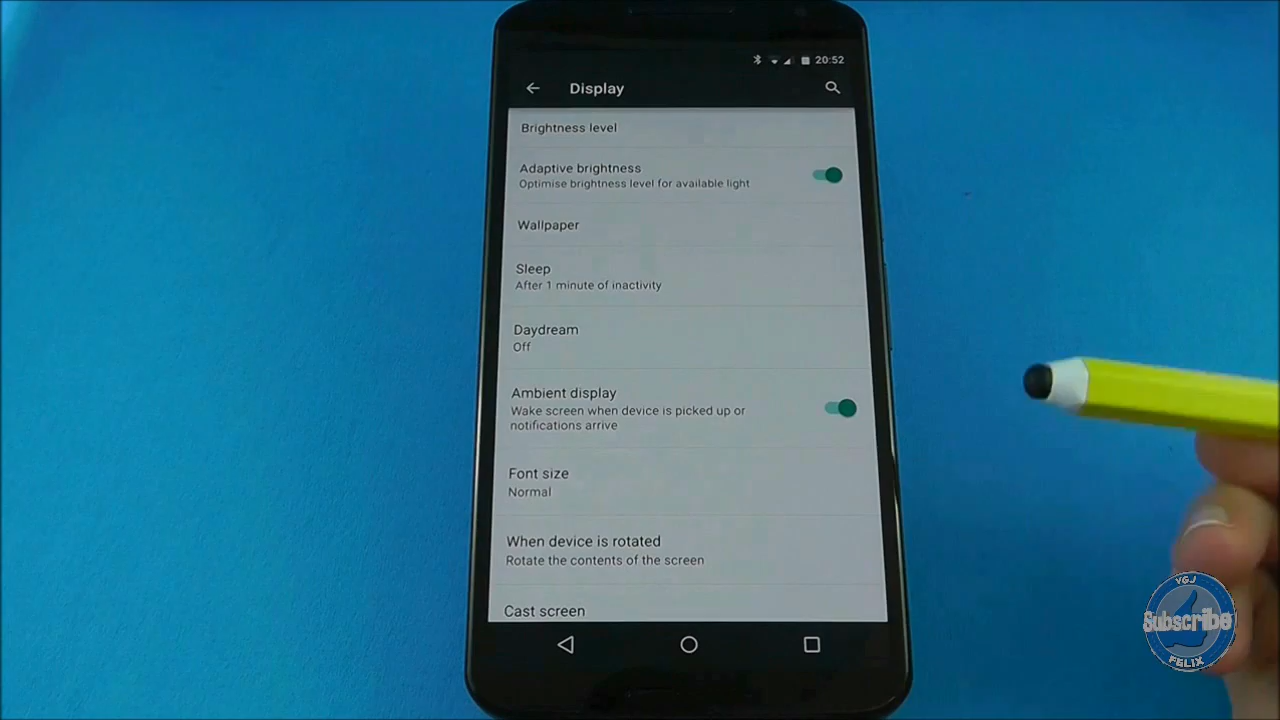 20:52
Display
Brightness level
Adaptive brightness
Optimise brightness level for available light
Wallpaper
Sleep
After 1 minute of inactivity
Daydream
Off
Ambient display
Wake screen when device is picked up or
notifications arrive
Font size
Normal
When device is rotated
Rotate the contents of the screen
Cast screen
VGJ
Subscribe
FELIX